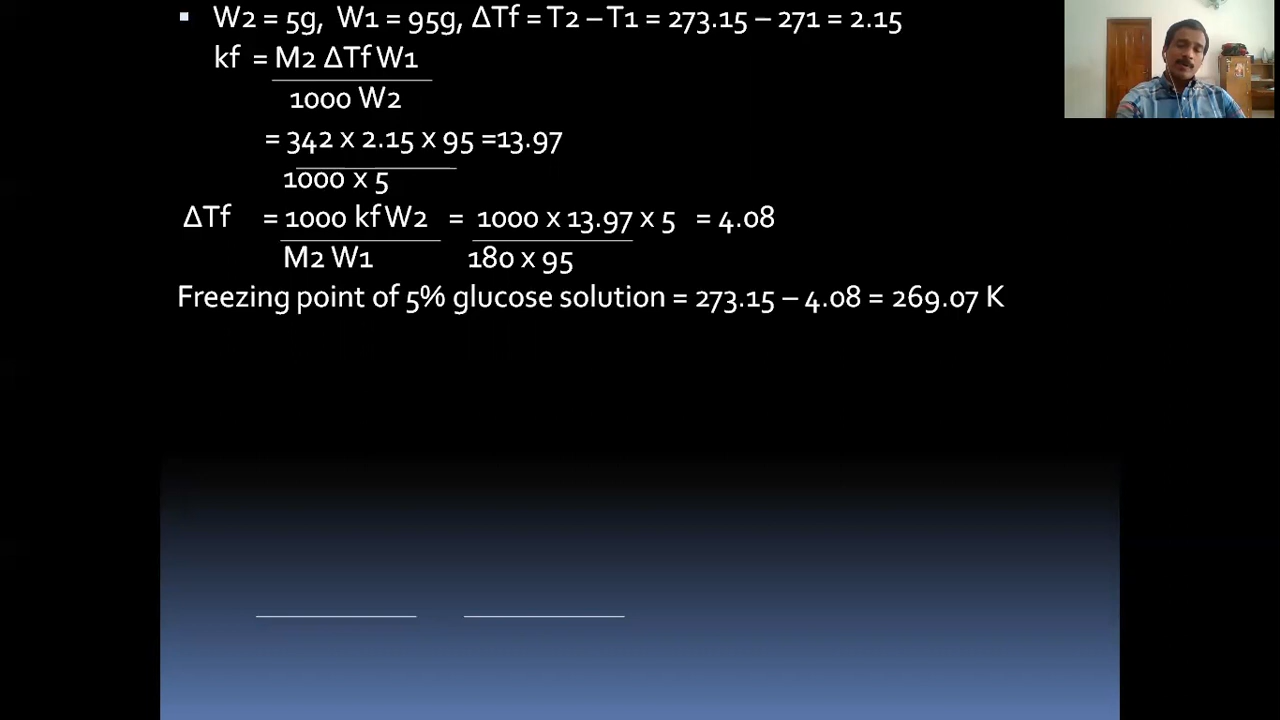 ▪ W2 = 5g, W1 = 95g, ΔTf = T2 – T1 = 273.15 – 271 = 2.15
kf = M2 ΔTf W1
1000 W2
= 342 x 2.15 x 95 =13.97
1000 x 5
ΔTf = 1000 kf W2 = 1000 x 13.97 x 5 = 4.08
M2 W1 180 x 95
Freezing point of 5% glucose solution = 273.15 – 4.08 = 269.07 K